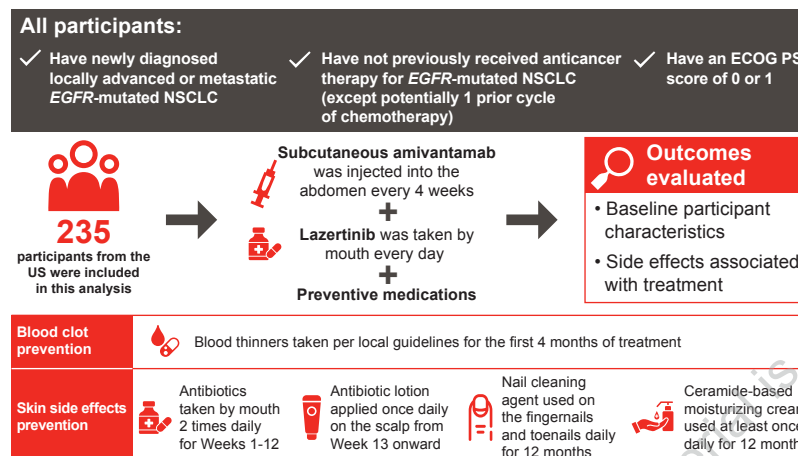 All participants:
Have newly diagnosed
locally advanced or metastatic
EGFR-mutated NSCLC
Have not previously received anticancer
therapy for EGFR-mutated NSCLC
(except potentially 1 prior cycle
of chemotherapy)
Have an ECOG PS
score of 0 or 1
235
participants from the
US were included
in this analysis
Subcutaneous amivantamab
was injected into the
abdomen every 4 weeks
+
Lazertinib was taken by
mouth every day
+
Preventive medications
Outcomes
evaluated
• Baseline participant
characteristics
• Side effects associated
with treatment
Blood clot
prevention
Blood thinners taken per local guidelines for the first 4 months of treatment
Skin side effects
prevention
Antibiotics
taken by mouth
2 times daily
for Weeks 1-12
Antibiotic lotion
applied once daily
on the scalp from
Week 13 onward
Nail cleaning
agent used on
the fingernails
and toenails daily
for 12 months
Ceramide-based
moisturizing cream
used at least once
daily for 12 month
is